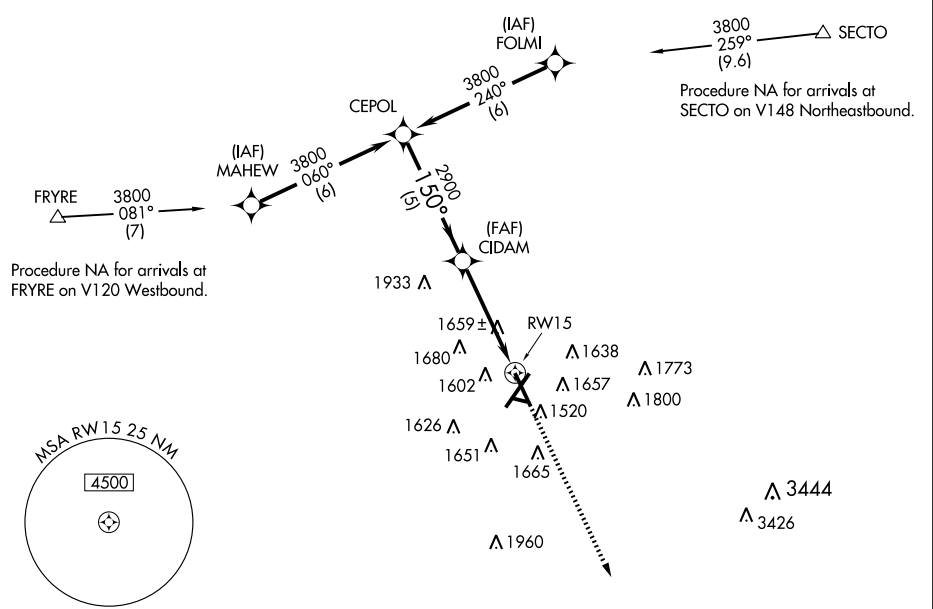 (IAF)
FOLMI
3800
259°
(9.6)
SECTO
Procedure NA for arrivals at
SECTO on V148 Northeastbound.
3800
240°
(6)
CEPOL
(IAF)
MAHEW
3800
060°
(6)
FRYRE
3800
081°
(7)
Procedure NA for arrivals at
FRYRE on V120 Westbound.
2900
150°
(5)
(FAF)
CIDAM
1933
1659±
RW15
1680
1638
1773
1602
1657
1800
1520
1626
1651
1665
3444
3426
1960
MSA RW15 25 NM
4500